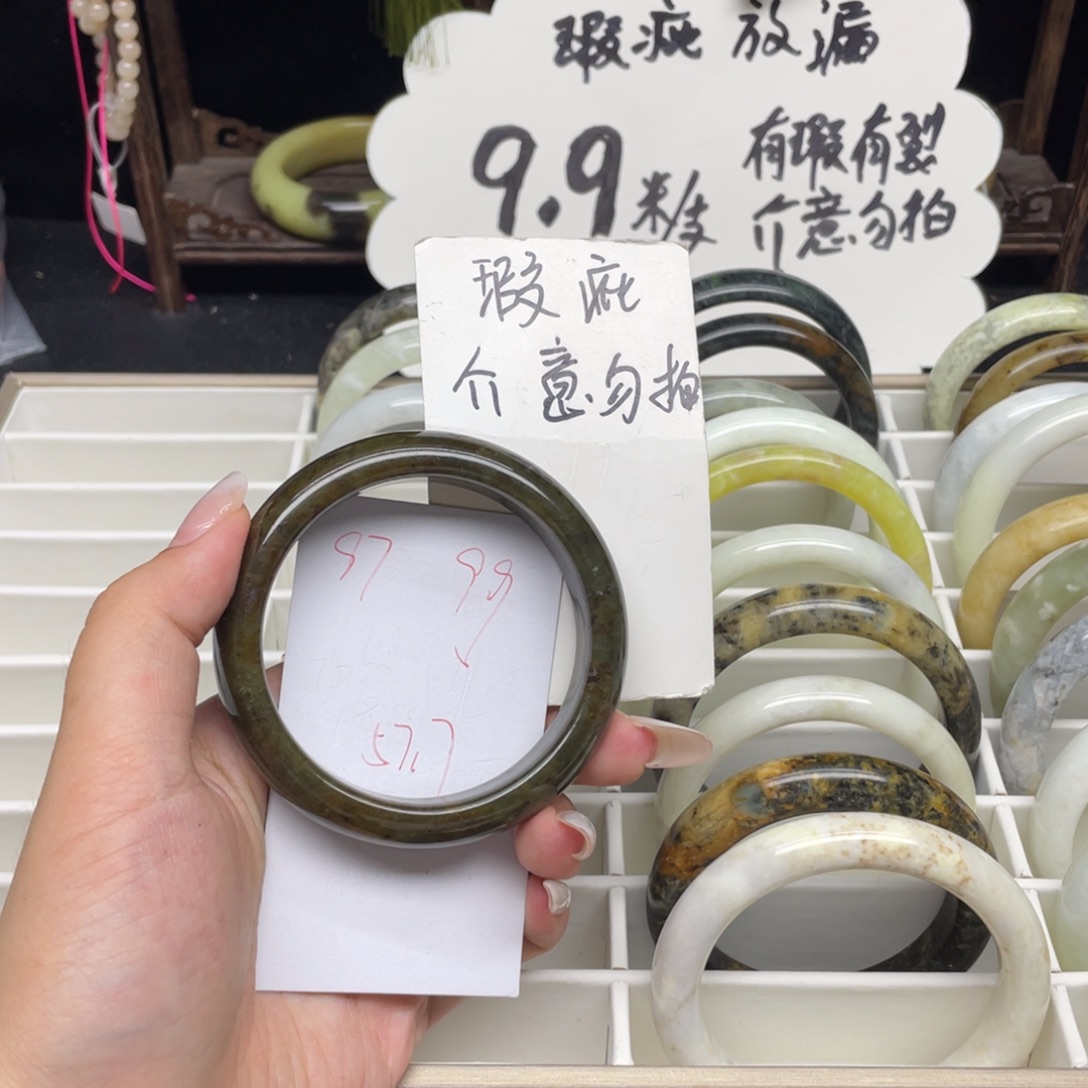 瑕疵 放漏
9.9米/支
有瑕有裂
介意勿拍
瑕疵
介意勿拍
97 99
57.7